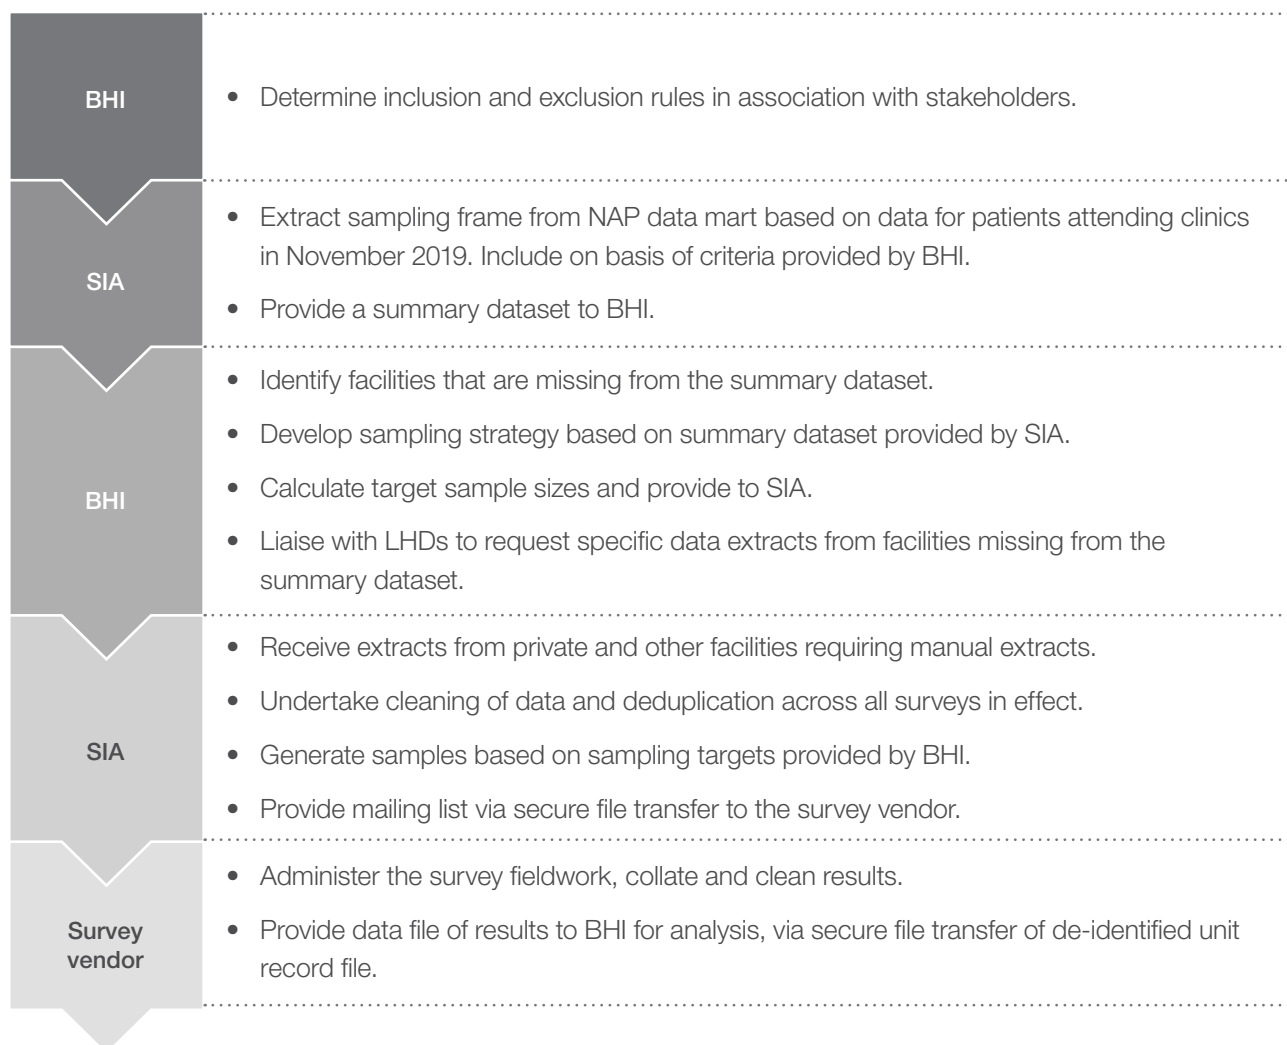 BHI
• Determine inclusion and exclusion rules in association with stakeholders.
SIA
• Extract sampling frame from NAP data mart based on data for patients attending clinics
in November 2019. Include on basis of criteria provided by BHI.
• Provide a summary dataset to BHI.
BHI
• Identify facilities that are missing from the summary dataset.
• Develop sampling strategy based on summary dataset provided by SIA.
• Calculate target sample sizes and provide to SIA.
• Liaise with LHDs to request specific data extracts from facilities missing from the
summary dataset.
SIA
• Receive extracts from private and other facilities requiring manual extracts.
• Undertake cleaning of data and deduplication across all surveys in effect.
• Generate samples based on sampling targets provided by BHI.
• Provide mailing list via secure file transfer to the survey vendor.
Survey
vendor
• Administer the survey fieldwork, collate and clean results.
• Provide data file of results to BHI for analysis, via secure file transfer of de-identified unit
record file.